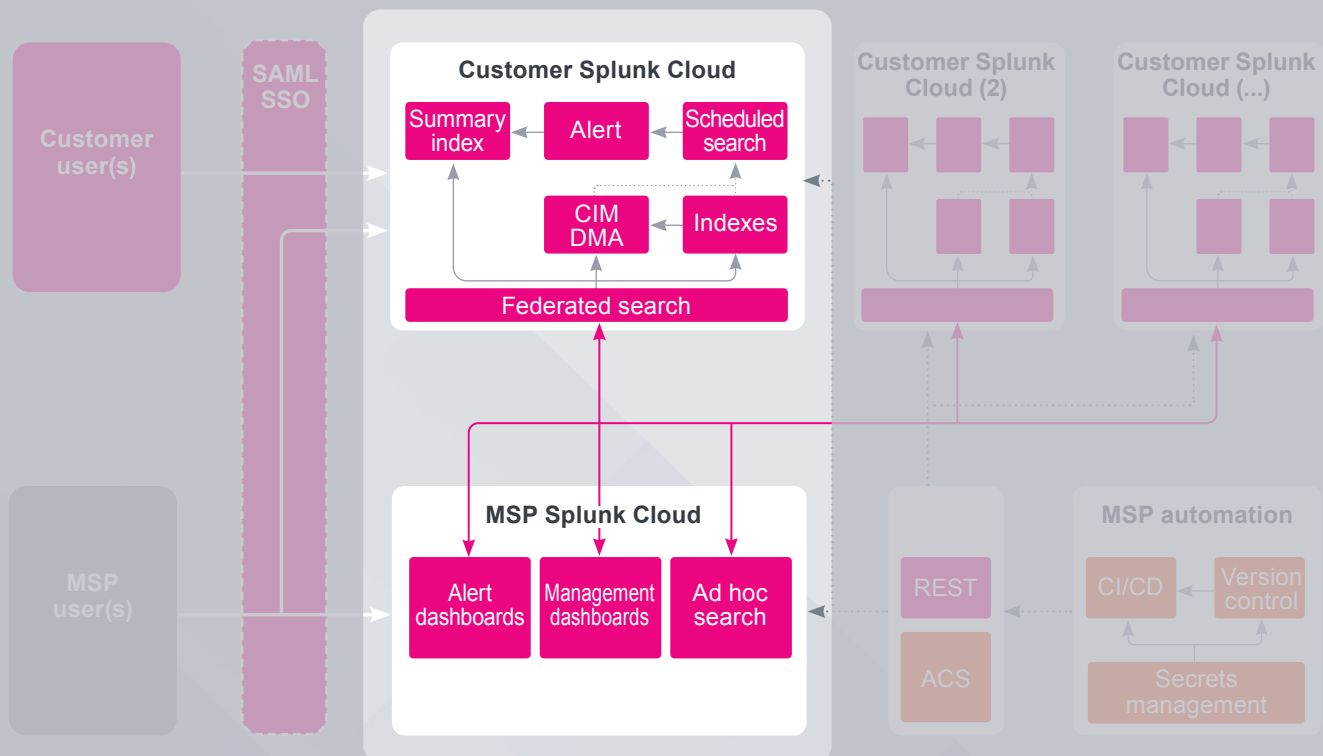 Customer
user(s)
SAML
SSO
Customer Splunk Cloud
Summary
index
Alert
Scheduled
search
CIM
DMA
Indexes
Federated search
Customer Splunk
Cloud (2)
Customer Splunk
Cloud (...)
MSP
user(s)
MSP Splunk Cloud
Alert
dashboards
Management
dashboards
Ad hoc
search
REST
ACS
MSP automation
CI/CD
Version
control
Secrets
management